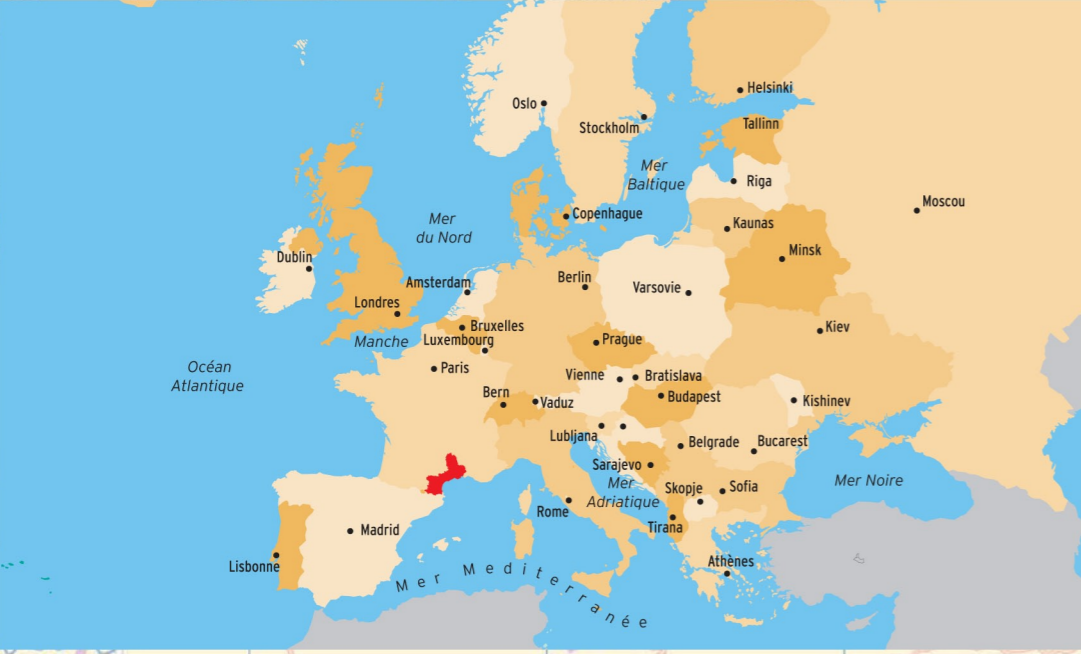 Helsinki
Oslo
Stockholm
Tallinn
Mer
Baltique
Riga
Moscou
Copenhague
Mer
du Nord
Kaunas
Minsk
Dublin
Amsterdam
Berlin
Varsovie
Londres
Bruxelles
Kiev
Manche
Luxembourg
Prague
Océan
Atlantique
Paris
Vienne
Bratislava
Bern
Vaduz
Budapest
Kishinev
Lubljana
Belgrade
Bucarest
Sarajevo
Mer
Adriatique
Skopje
Sofia
Mer Noire
Rome
Tirana
Madrid
Lisbonne
Athènes
Mer Mediterranée